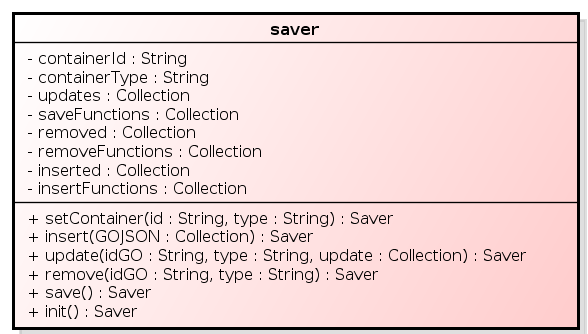 saver
- containerId : String
- containerType : String
- updates : Collection
- saveFunctions : Collection
- removed : Collection
- removeFunctions : Collection
- inserted : Collection
- insertFunctions : Collection
+ setContainer(id : String, type : String) : Saver
+ insert(GOJSON : Collection) : Saver
+ update(idGO : String, type : String, update : Collection) : Saver
+ remove(idGO : String, type : String) : Saver
+ save() : Saver
+ init() : Saver